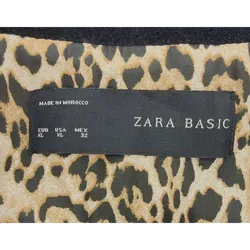 MADE IN MOROCCO
ZARA BASIC
EUR USA MEX
XL XL 32